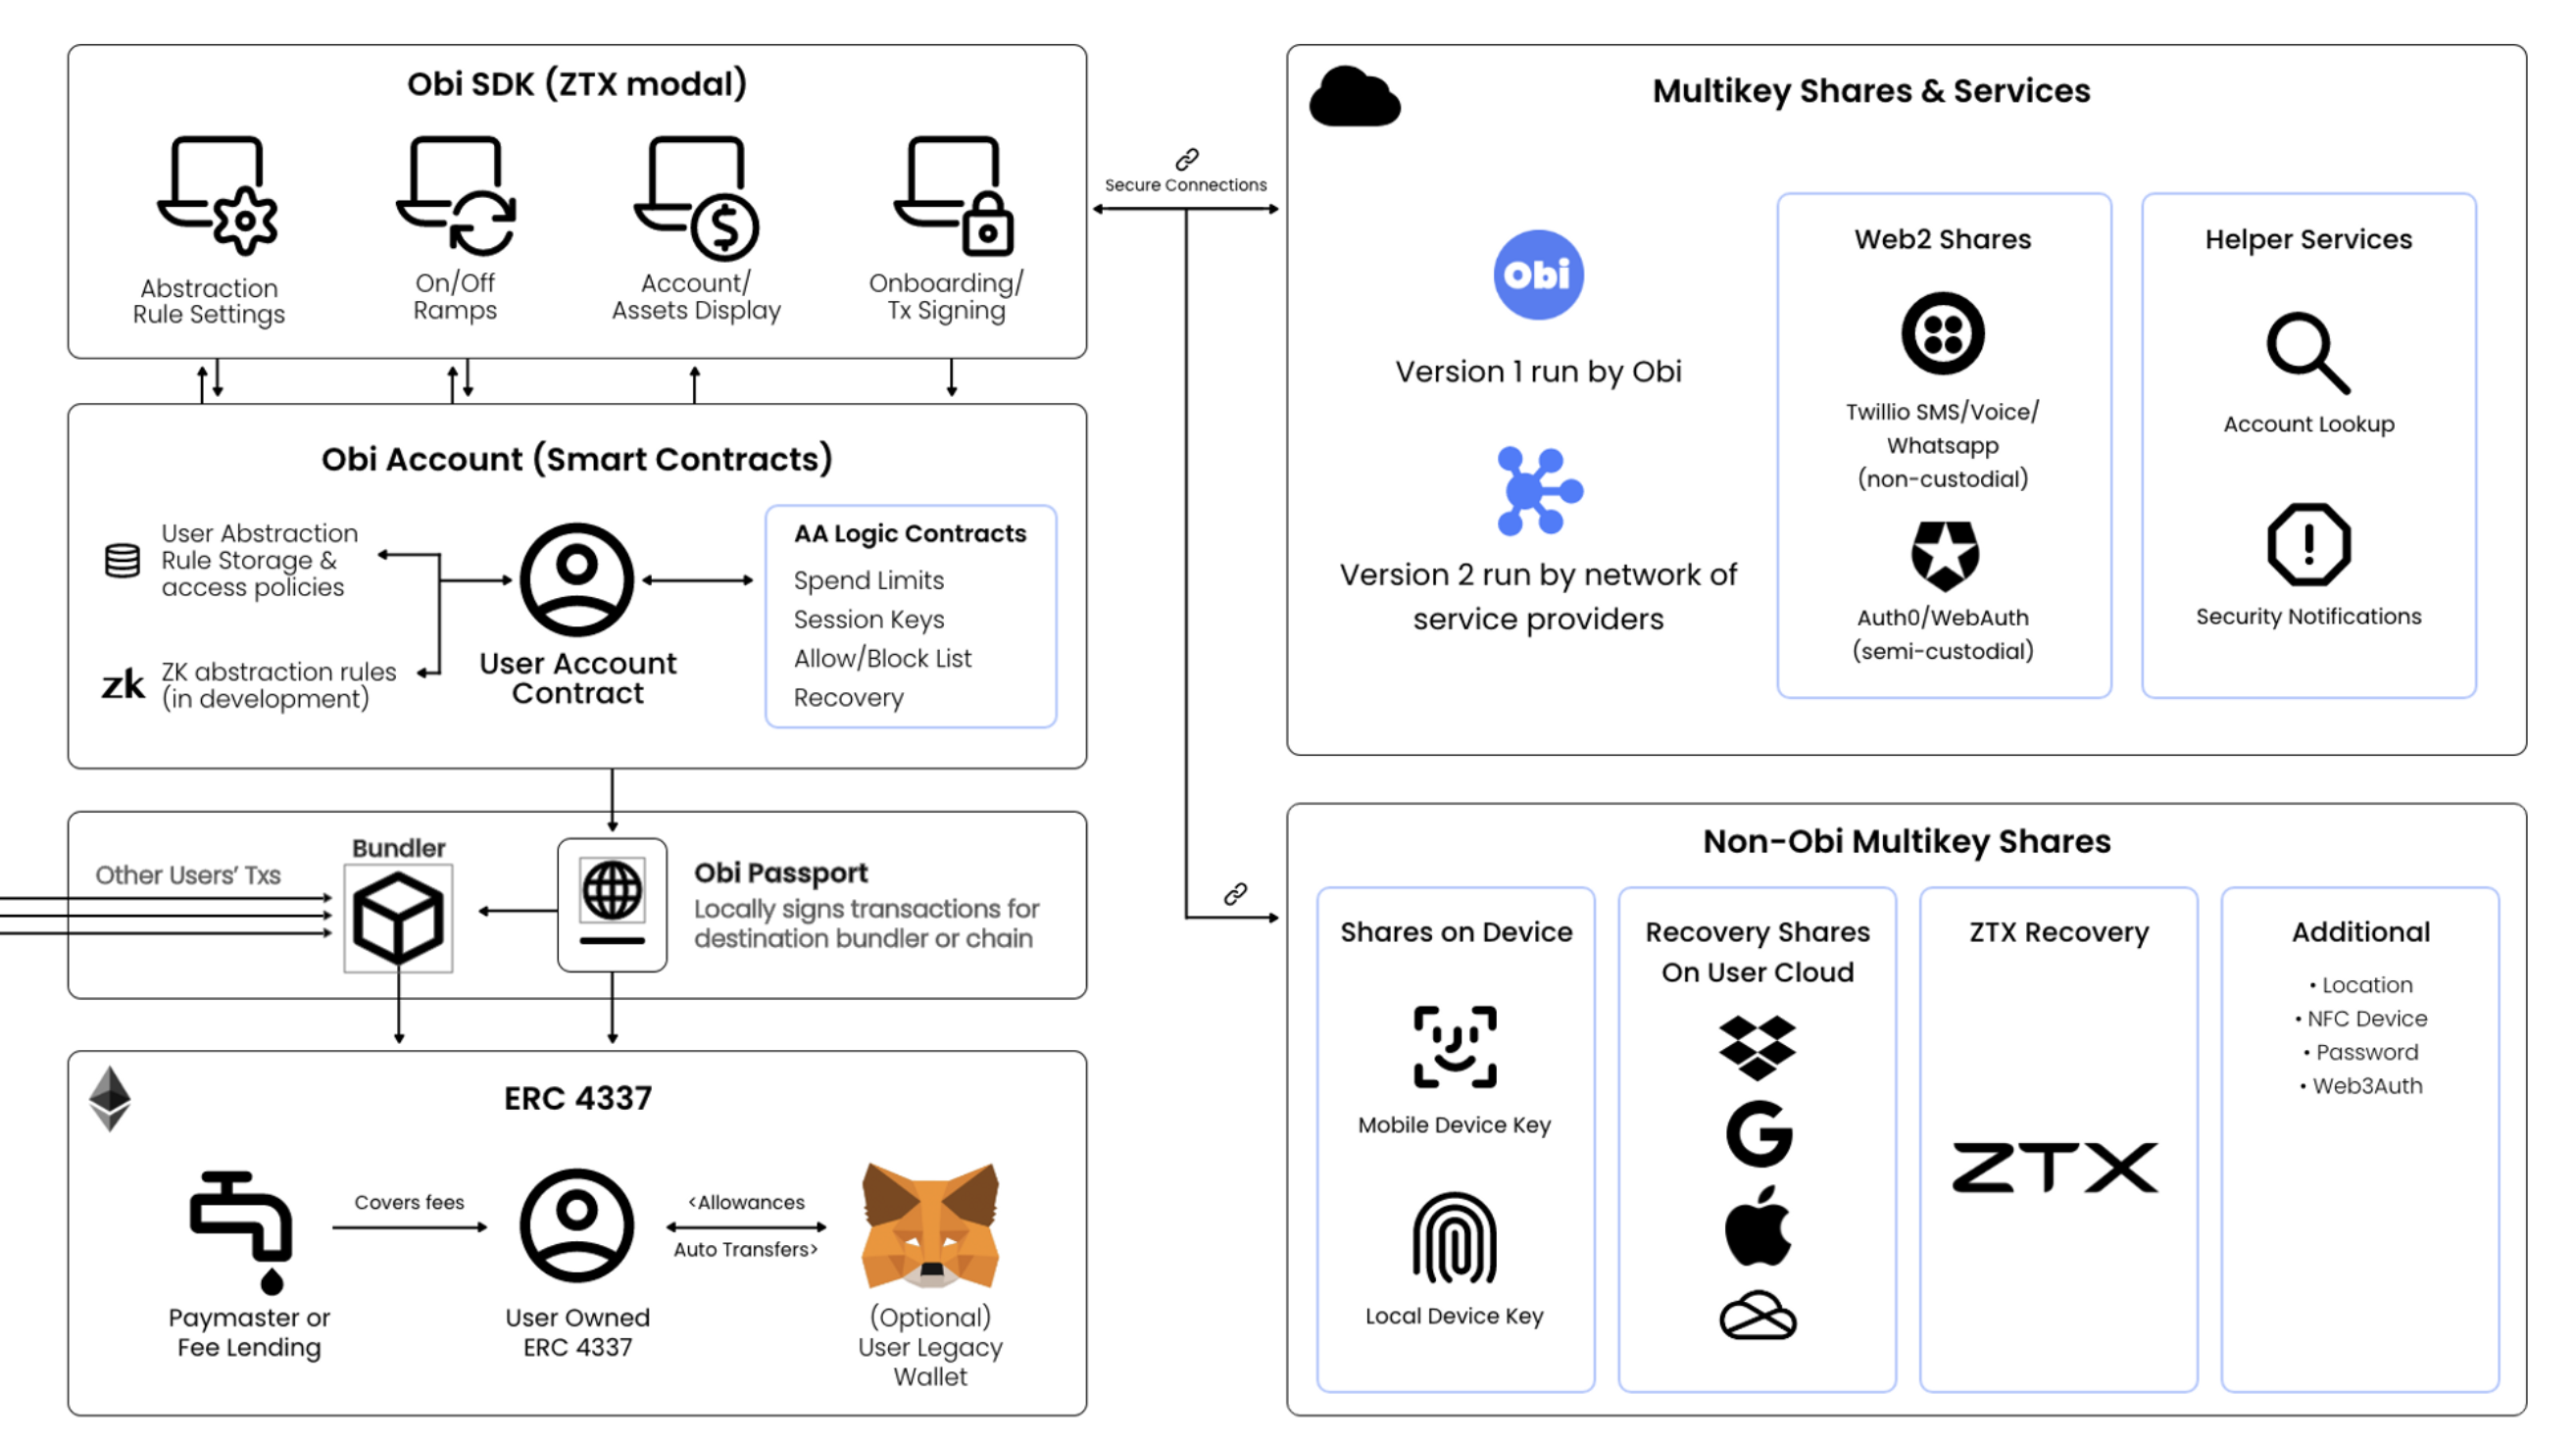 Obi SDK (ZTX modal)
Abstraction
Rule Settings
On/Off
Ramps
Account/
Assets Display
Onboarding/
Tx Signing
Obi Account (Smart Contracts)
User Abstraction
Rule Storage &
access policies
zk
ZK abstraction rules
(in development)
User Account
Contract
AA Logic Contracts
Spend Limits
Session Keys
Allow/Block List
Recovery
Other Users' Txs
Bundler
Obi Passport
Locally signs transactions for
destination bundler or chain
ERC 4337
Paymaster or
Fee Lending
Covers fees
User Owned
ERC 4337
<Allowances
Auto Transfers>
(Optional)
User Legacy
Wallet
Secure Connections
Multikey Shares & Services
Obi
Version 1 run by Obi
Version 2 run by network of
service providers
Web2 Shares
Twillio SMS/Voice/
Whatsapp
(non-custodial)
Auth0/WebAuth
(semi-custodial)
Helper Services
Account Lookup
Security Notifications
Non-Obi Multikey Shares
Shares on Device
Mobile Device Key
Local Device Key
Recovery Shares
On User Cloud
G
ZTX Recovery
ZTX
Additional
• Location
• NFC Device
• Password
• Web3Auth